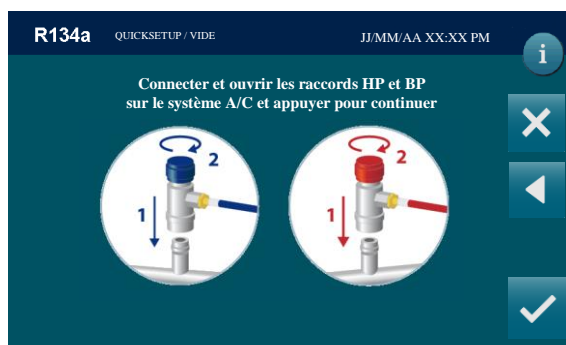 R134a QUICKSETUP / VIDE JJ/MM/AA XX:XX PM
i
Connecter et ouvrir les raccords HP et BP
sur le système A/C et appuyer pour continuer
2
1
2
1